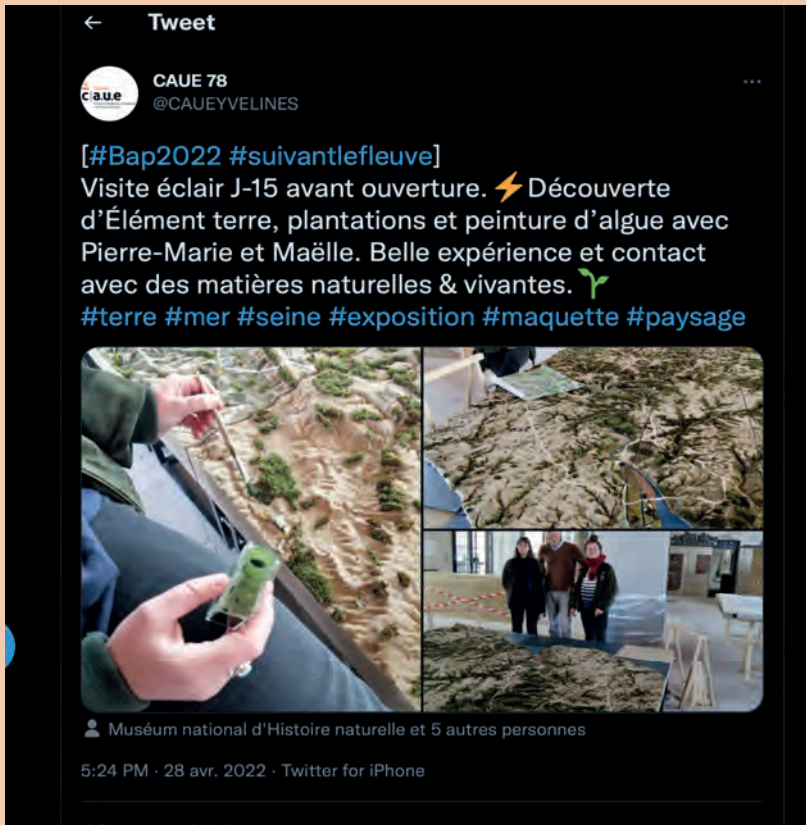 ← Tweet
c|a.u.e
CAUE 78
@CAUEYVELINES
[#Bap2022 #suivantlefleuve]
Visite éclair J-15 avant ouverture. ⚡ Découverte
d’Élément terre, plantations et peinture d’algue avec
Pierre-Marie et Maëlle. Belle expérience et contact
avec des matières naturelles & vivantes. 🌱
#terre #mer #seine #exposition #maquette #paysage
Muséum national d'Histoire naturelle et 5 autres personnes
5:24 PM · 28 avr. 2022 · Twitter for iPhone